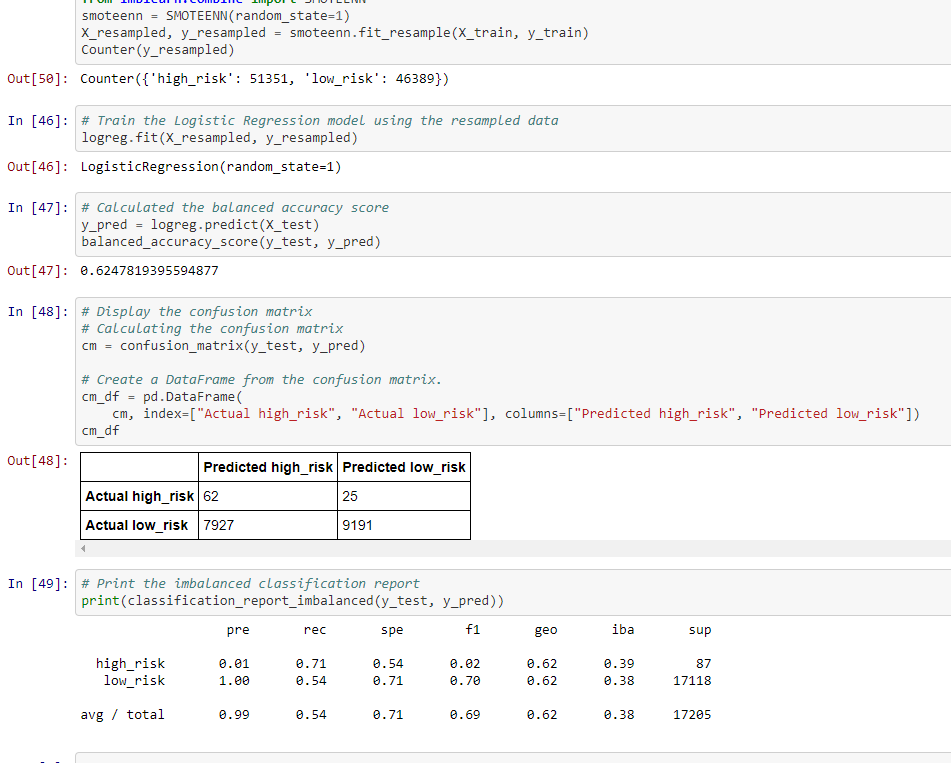 from imblearn.combine import SMOTEENN
smoteenn = SMOTEENN(random_state=1)
X_resampled, y_resampled = smoteenn.fit_resample(X_train, y_train)
Counter(y_resampled)
Out[50]: Counter({'high_risk': 51351, 'low_risk': 46389})
In [46]: # Train the Logistic Regression model using the resampled data
logreg.fit(X_resampled, y_resampled)
Out[46]: LogisticRegression(random_state=1)
In [47]: # Calculated the balanced accuracy score
y_pred = logreg.predict(X_test)
balanced_accuracy_score(y_test, y_pred)
Out[47]: 0.6247819395594877
In [48]: # Display the confusion matrix
# Calculating the confusion matrix
cm = confusion_matrix(y_test, y_pred)
# Create a DataFrame from the confusion matrix.
cm_df = pd.DataFrame(
cm, index=["Actual high_risk", "Actual low_risk"], columns=["Predicted high_risk", "Predicted low_risk"])
cm_df
Out[48]:
Predicted high_risk Predicted low_risk
Actual high_risk 62 25
Actual low_risk 7927 9191
In [49]: # Print the imbalanced classification report
print(classification_report_imbalanced(y_test, y_pred))
pre rec spe f1 geo iba sup
high_risk 0.01 0.71 0.54 0.02 0.62 0.39 87
low_risk 1.00 0.54 0.71 0.70 0.62 0.38 17118
avg / total 0.99 0.54 0.71 0.69 0.62 0.38 17205